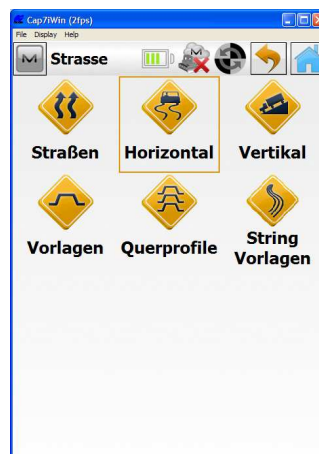 Cap7iWin (2fps)
File Display Help
M Strasse
Straßen Horizontal Vertikal
Vorlagen Querprofile String
Vorlagen